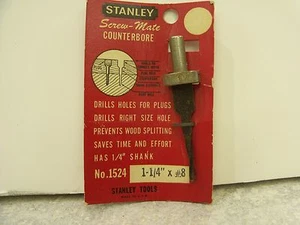 STANLEY
Screw-Mate
COUNTERBORE
DRILLS HOLES FOR PLUGS
DRILLS RIGHT SIZE HOLE
PREVENTS WOOD SPLITTING
SAVES TIME AND EFFORT
HAS 1/4" SHANK
No. 1524
1-1/4" x #8
STANLEY TOOLS